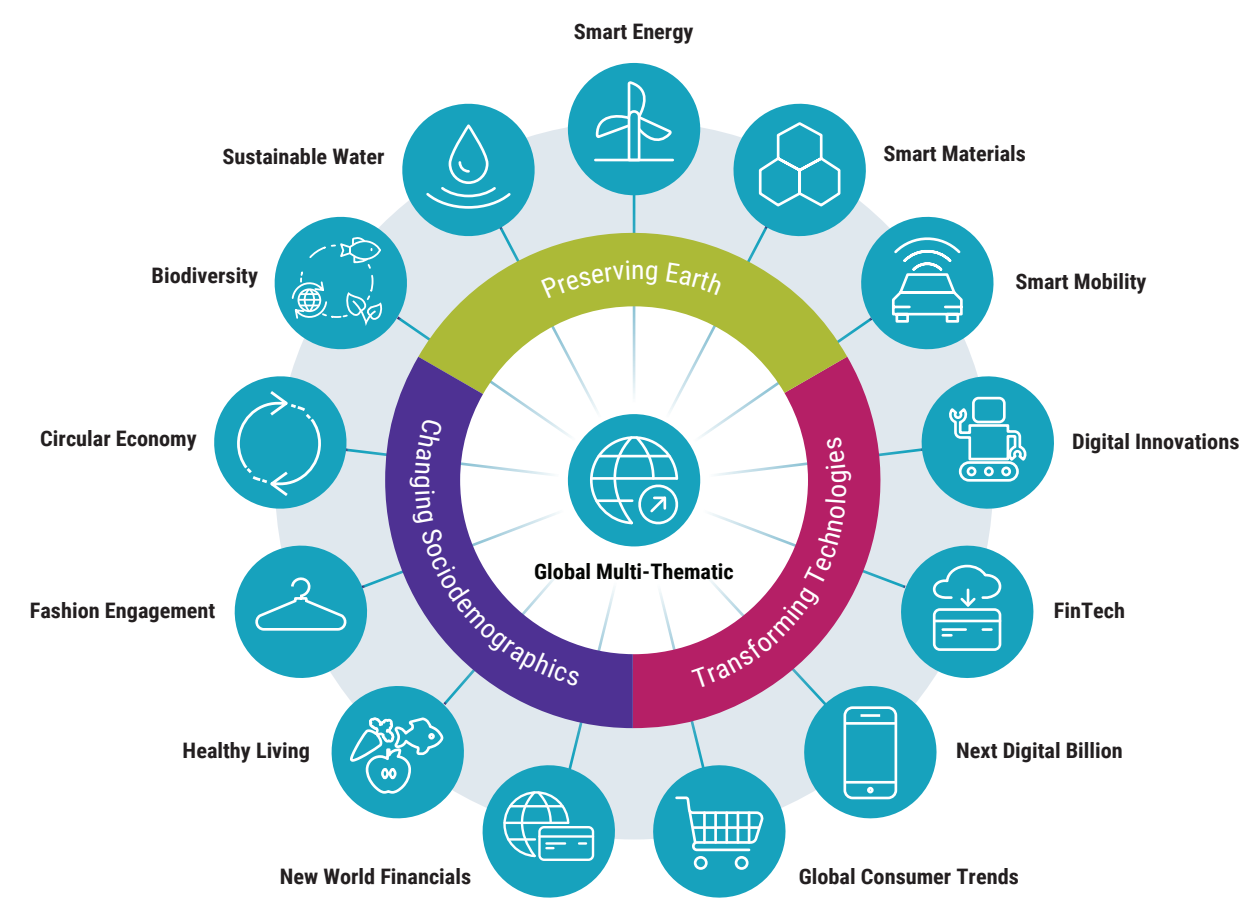 Smart Energy
Smart Materials
Sustainable Water
Smart Mobility
Biodiversity
Preserving Earth
Digital Innovations
Circular Economy
Changing Sociodemographics
Transforming Technologies
Global Multi-Thematic
FinTech
Fashion Engagement
Next Digital Billion
Healthy Living
Global Consumer Trends
New World Financials